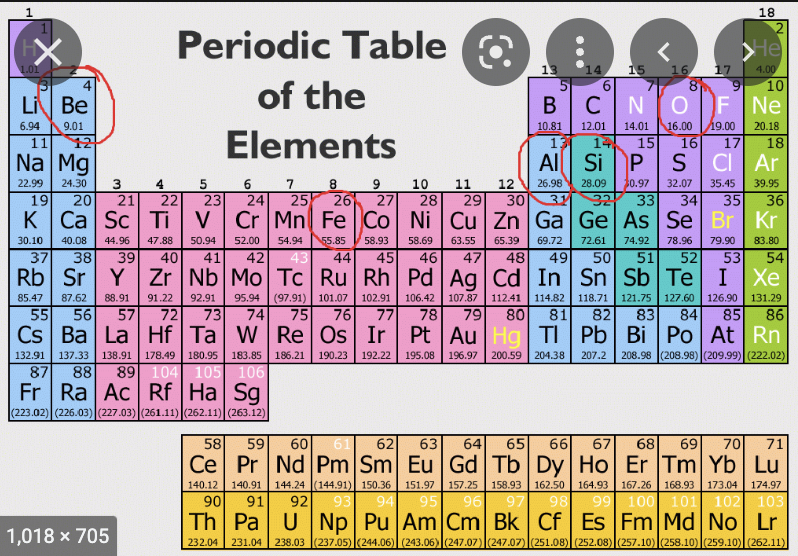 1 18
Periodic Table
of the
Elements
1 2
H He
1.01 4.00
2 13 14 15 16 17
3 4 5 6 7 8 9 10
Li Be B C N O F Ne
6.94 9.01 10.81 12.01 14.01 16.00 19.00 20.18
11 12 13 14 15 16 17 18
Na Mg Al Si P S Cl Ar
22.99 24.30 26.98 28.09 30.97 32.07 35.45 39.95
3 4 5 6 7 8 9 10 11 12
19 20 21 22 23 24 25 26 27 28 29 30 31 32 33 34 35 36
K Ca Sc Ti V Cr Mn Fe Co Ni Cu Zn Ga Ge As Se Br Kr
30.10 40.08 44.96 47.88 50.94 52.00 54.94 55.85 58.93 58.69 63.55 65.39 69.72 72.61 74.92 78.96 79.90 83.80
37 38 39 40 41 42 43 44 45 46 47 48 49 50 51 52 53 54
Rb Sr Y Zr Nb Mo Tc Ru Rh Pd Ag Cd In Sn Sb Te I Xe
85.47 87.62 88.91 91.22 92.91 95.94 (97.91) 101.07 102.91 106.42 107.87 112.41 114.82 118.71 121.75 127.60 126.90 131.29
55 56 57 72 73 74 75 76 77 78 79 80 81 82 83 84 85 86
Cs Ba La Hf Ta W Re Os Ir Pt Au Hg Tl Pb Bi Po At Rn
132.91 137.33 138.91 178.49 180.95 183.85 186.21 190.23 192.22 195.08 196.97 200.59 204.38 207.2 208.98 (208.98) (209.99) (222.02)
87 88 89 104 105 106
Fr Ra Ac Rf Ha Sg
(223.02) (226.03) (227.03) (261.11) (262.11) (263.12)
58 59 60 61 62 63 64 65 66 67 68 69 70 71
Ce Pr Nd Pm Sm Eu Gd Tb Dy Ho Er Tm Yb Lu
140.12 140.91 144.24 (144.91) 150.36 151.97 157.25 158.93 162.50 164.93 167.26 168.93 173.04 174.97
90 91 92 93 94 95 96 97 98 99 100 101 102 103
Th Pa U Np Pu Am Cm Bk Cf Es Fm Md No Lr
232.04 231.04 238.03 (237.05) (244.06) (243.06) (247.07) (247.07) (251.08) (252.08) (257.10) (258.10) (259.10) (262.11)
1,018 × 705